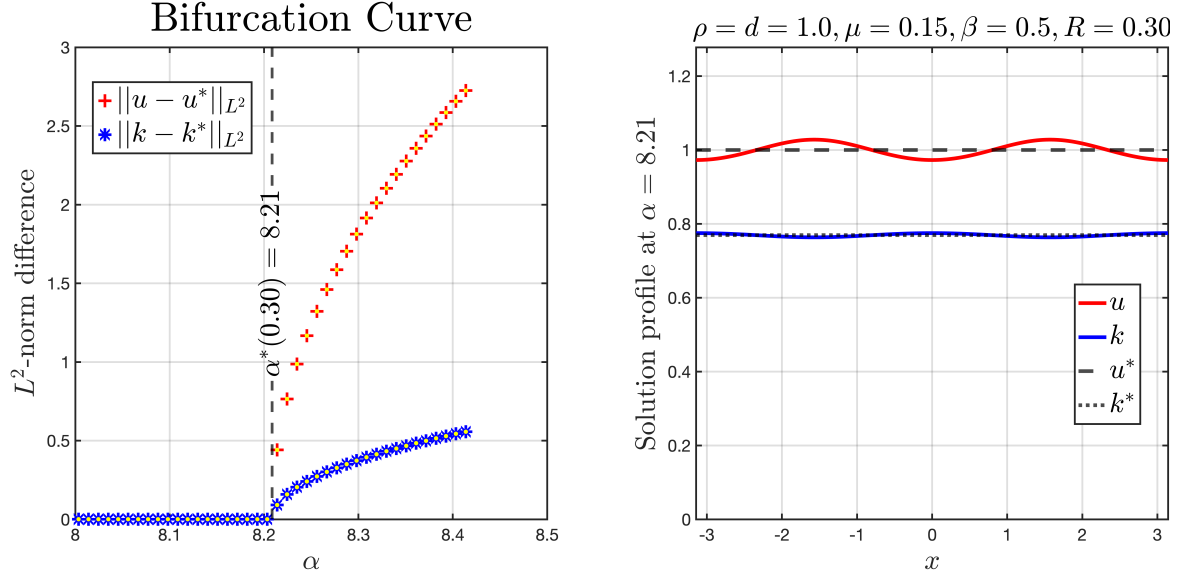 Bifurcation Curve
3
2.5
2
1.5
1
0.5
0
8
8.1
8.2
8.3
8.4
8.5
α
L²-norm difference
||u − u*||_{L²}
||k − k*||_{L²}
α*(0.30) = 8.21
ρ = d = 1.0, μ = 0.15, β = 0.5, R = 0.30
1.2
1
0.8
0.6
0.4
0.2
0
-3
-2
-1
0
1
2
3
x
Solution profile at α = 8.21
u
k
u*
k*